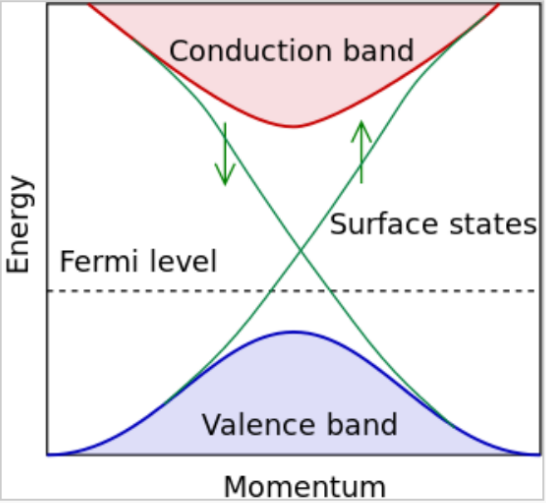 Conduction band
Surface states
Fermi level
Valence band
Energy
Momentum